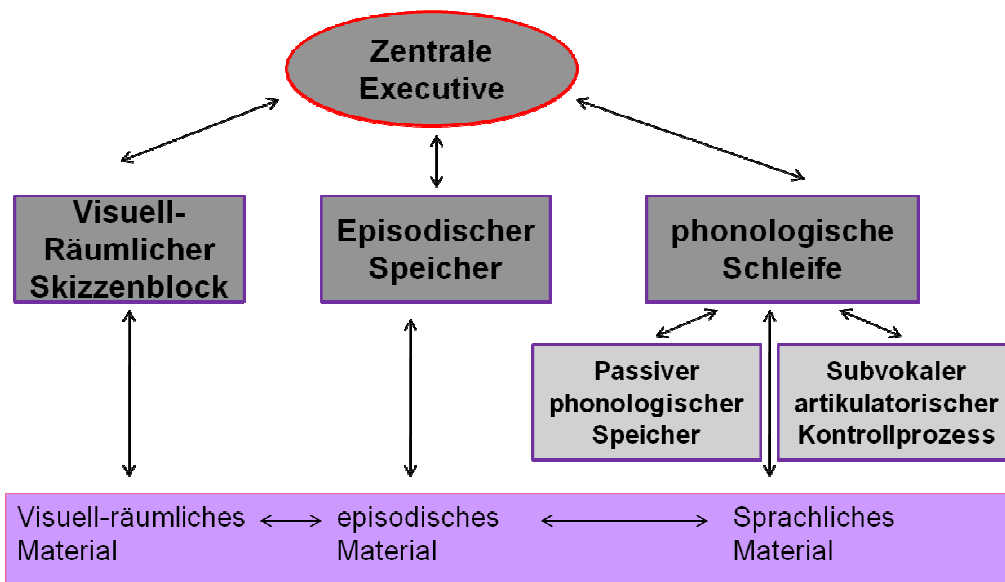 Zentrale
Executive
Visuell-
Räumlicher
Skizzenblock
Episodischer
Speicher
phonologische
Schleife
Passiver
phonologischer
Speicher
Subvokaler
artikulatorischer
Kontrollprozess
Visuell-räumliches
Material
episodisches
Material
Sprachliches
Material